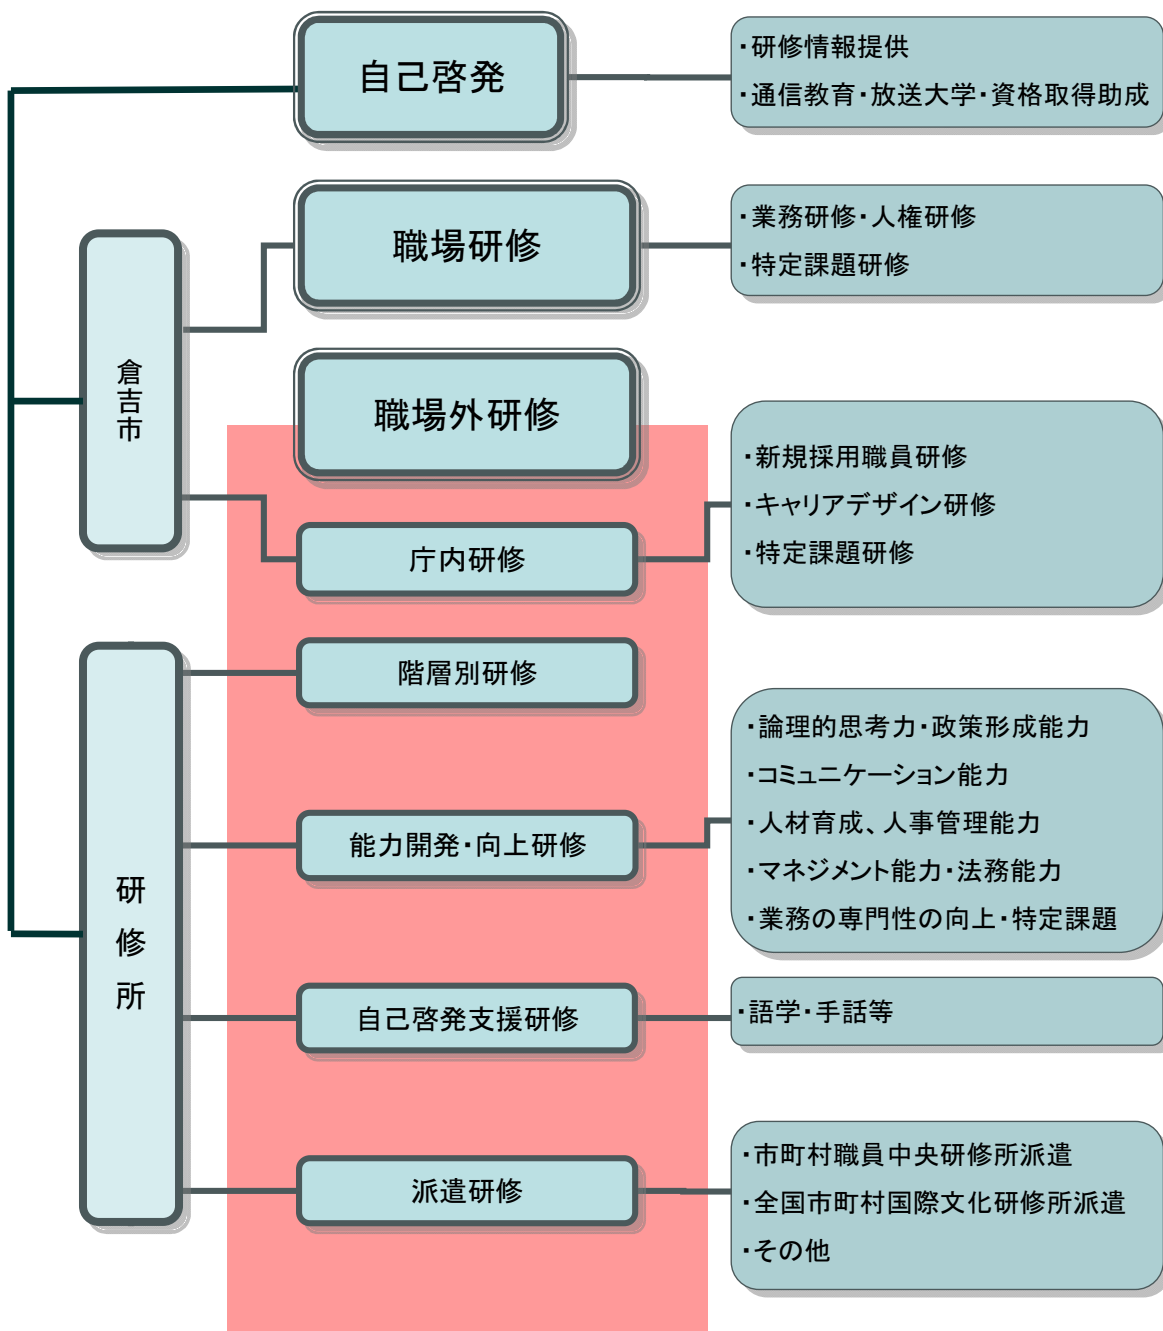 自己啓発
・研修情報提供
・通信教育・放送大学・資格取得助成
倉吉市
職場研修
・業務研修・人権研修
・特定課題研修
職場外研修
庁内研修
・新規採用職員研修
・キャリアデザイン研修
・特定課題研修
研修所
階層別研修
能力開発・向上研修
・論理的思考力・政策形成能力
・コミュニケーション能力
・人材育成、人事管理能力
・マネジメント能力・法務能力
・業務の専門性の向上・特定課題
自己啓発支援研修
・語学・手話等
派遣研修
・市町村職員中央研修所派遣
・全国市町村国際文化研修所派遣
・その他